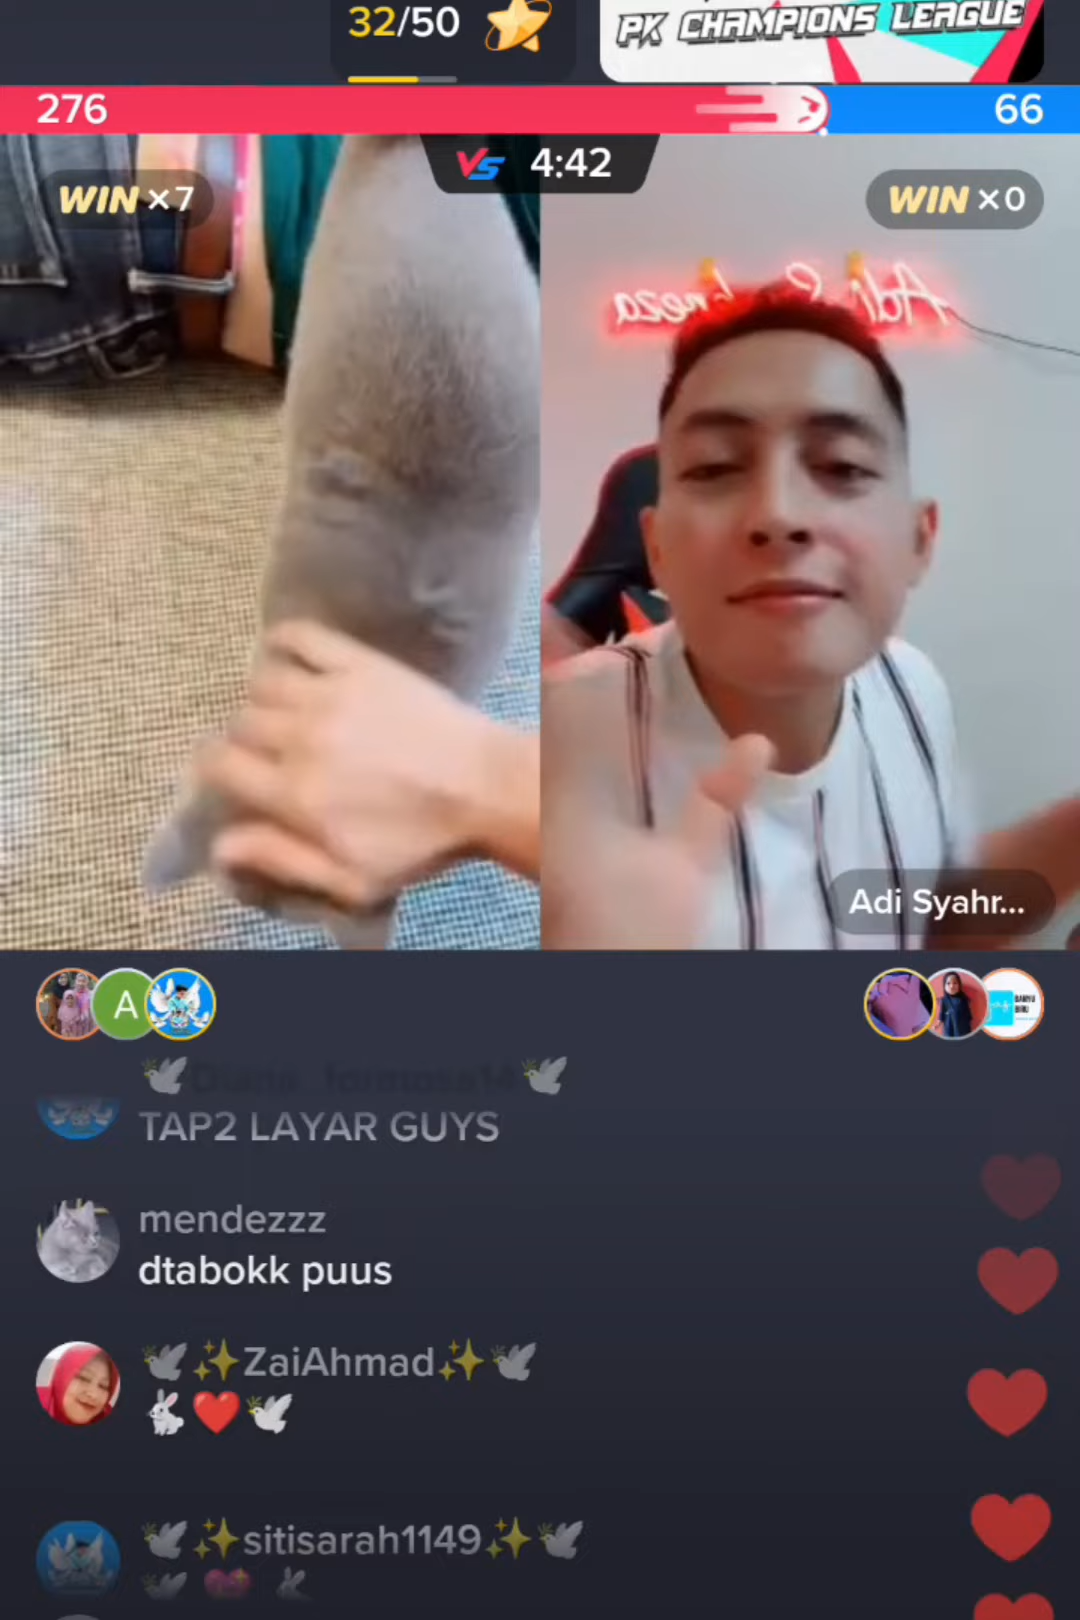 32/50
PK CHAMPIONS LEAGUE
276
66
VS 4:42
WIN ×7
WIN ×0
Adi Syahr...
A
TAP2 LAYAR GUYS
mendezzz
dtabokk puus
🕊✨ZaiAhmad✨🕊
🐇❤️🕊
🕊✨sitisarah1149✨🕊
🕊💖🐇